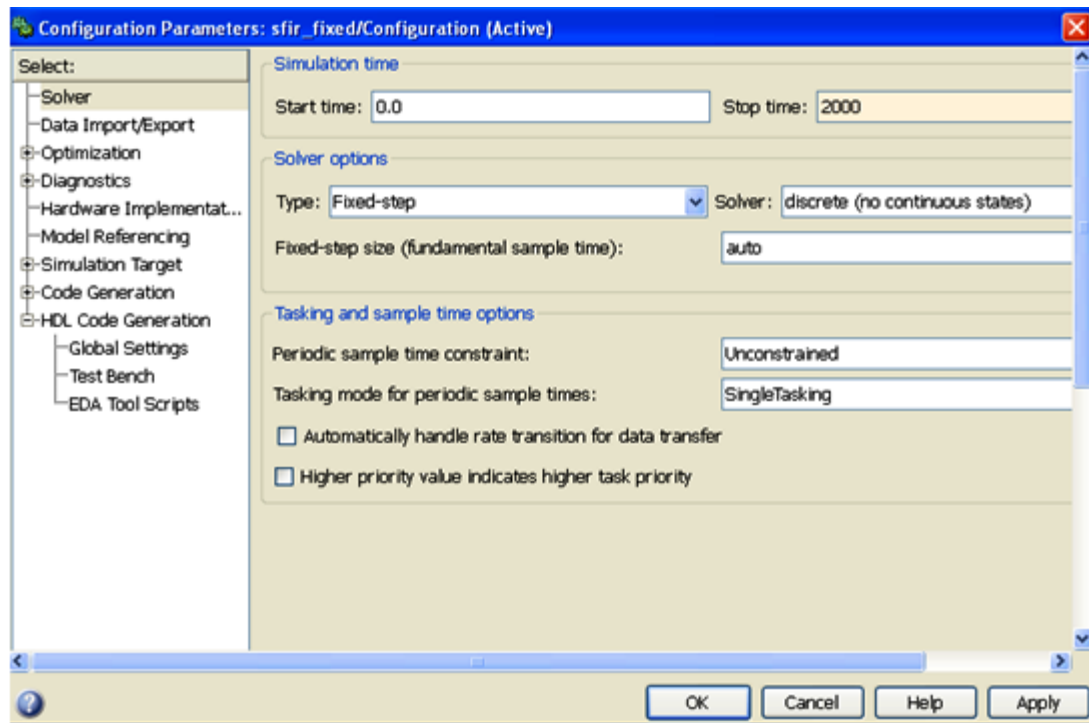 Configuration Parameters: sfir_fixed/Configuration (Active)
Select:
Solver
Data Import/Export
Optimization
Diagnostics
Hardware Implementat...
Model Referencing
Simulation Target
Code Generation
HDL Code Generation
Global Settings
Test Bench
EDA Tool Scripts
Simulation time
Start time: 0.0 Stop time: 2000
Solver options
Type: Fixed-step Solver: discrete (no continuous states)
Fixed-step size (fundamental sample time): auto
Tasking and sample time options
Periodic sample time constraint: Unconstrained
Tasking mode for periodic sample times: SingleTasking
Automatically handle rate transition for data transfer
Higher priority value indicates higher task priority
OK Cancel Help Apply